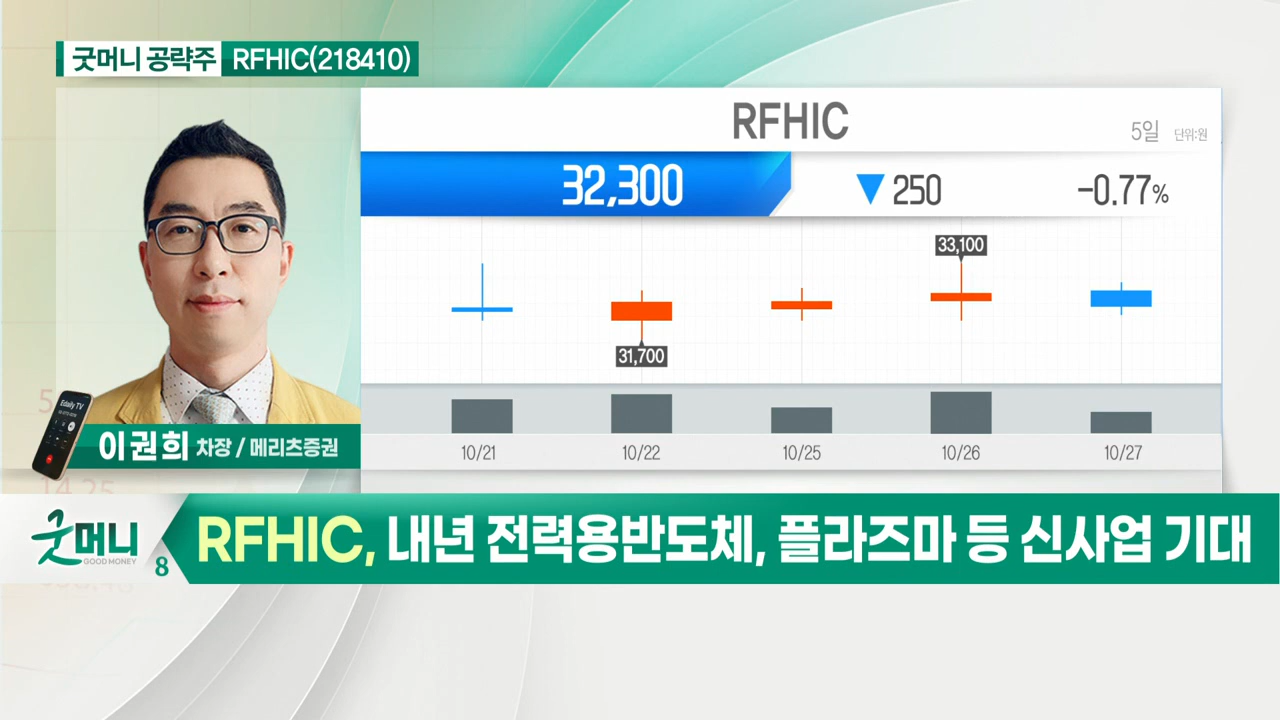 굿머니 공략주 RFHIC(218410)
RFHIC
5일 단위:원
32,300 ▼250 -0.77%
33,100
31,700
10/21 10/22 10/25 10/26 10/27
Edaily TV
이권희 차장 / 메리츠증권
14.25
굿머니
GOOD MONEY
8
RFHIC, 내년 전력용반도체, 플라즈마 등 신사업 기대